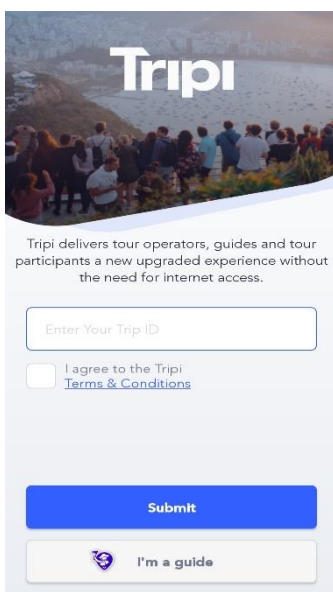 Tripi
Tripi delivers tour operators, guides and tour
participants a new upgraded experience without
the need for internet access.
Enter Your Trip ID
I agree to the Tripi
Terms & Conditions
Submit
I'm a guide